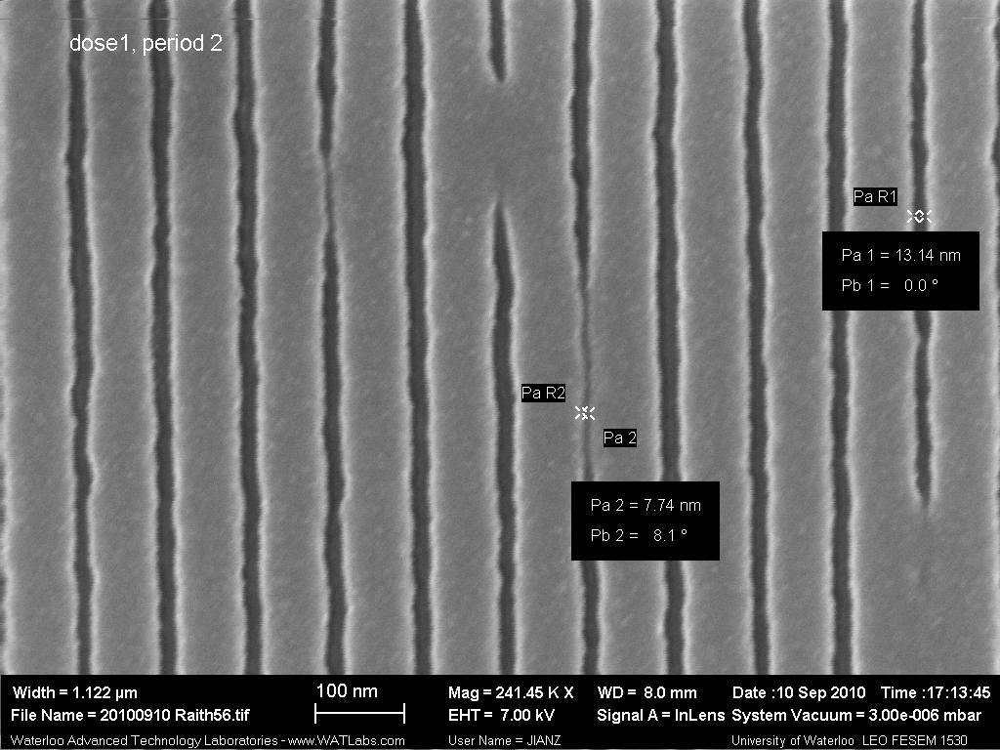 dose1, period 2
Pa R1
Pa 1 = 13.14 nm
Pb 1 = 0.0 °
Pa R2
Pa 2
Pa 2 = 7.74 nm
Pb 2 = 8.1 °
Width = 1.122 µm
100 nm
Mag = 241.45 K X
WD = 8.0 mm
Date :10 Sep 2010
Time :17:13:45
File Name = 20100910 Raith56.tif
EHT = 7.00 kV
Signal A = InLens
System Vacuum = 3.00e-006 mbar
Waterloo Advanced Technology Laboratories - www.WATLabs.com
User Name = JIANZ
University of Waterloo LEO FESEM 1530